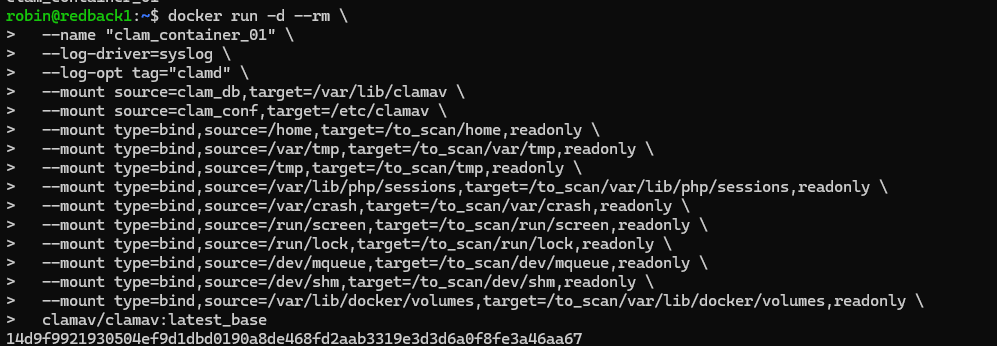 clam_container_01
robin@redback1:~$ docker run -d --rm \
>   --name "clam_container_01" \
>   --log-driver=syslog \
>   --log-opt tag="clamd" \
>   --mount source=clam_db,target=/var/lib/clamav \
>   --mount source=clam_conf,target=/etc/clamav \
>   --mount type=bind,source=/home,target=/to_scan/home,readonly \
>   --mount type=bind,source=/var/tmp,target=/to_scan/var/tmp,readonly \
>   --mount type=bind,source=/tmp,target=/to_scan/tmp,readonly \
>   --mount type=bind,source=/var/lib/php/sessions,target=/to_scan/var/lib/php/sessions,readonly \
>   --mount type=bind,source=/var/crash,target=/to_scan/var/crash,readonly \
>   --mount type=bind,source=/run/screen,target=/to_scan/run/screen,readonly \
>   --mount type=bind,source=/run/lock,target=/to_scan/run/lock,readonly \
>   --mount type=bind,source=/dev/mqueue,target=/to_scan/dev/mqueue,readonly \
>   --mount type=bind,source=/dev/shm,target=/to_scan/dev/shm,readonly \
>   --mount type=bind,source=/var/lib/docker/volumes,target=/to_scan/var/lib/docker/volumes,readonly \
>   clamav/clamav:latest_base
14d9f9921930504ef9d1dbd0190a8de468fd2aab3319e3d3d6a0f8fe3a46aa67